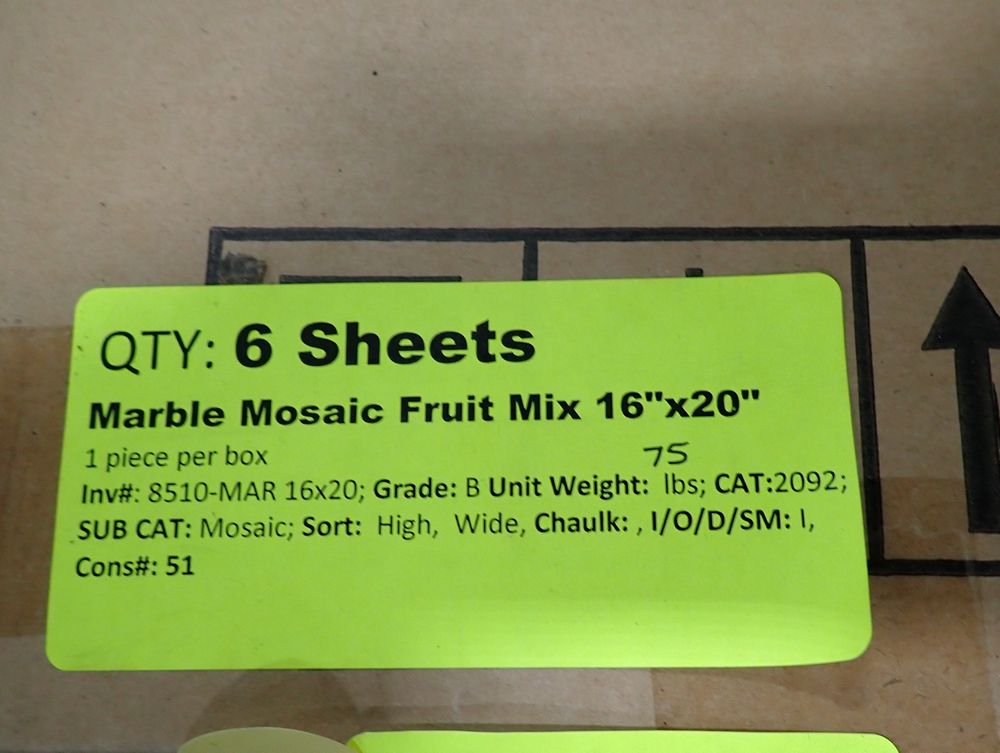 QTY: 6 Sheets
Marble Mosaic Fruit Mix 16"x20"
1 piece per box
75
Inv#: 8510-MAR 16x20; Grade: B Unit Weight: lbs; CAT:2092;
SUB CAT: Mosaic; Sort: High, Wide, Chaulk: , I/O/D/SM: I,
Cons#: 51